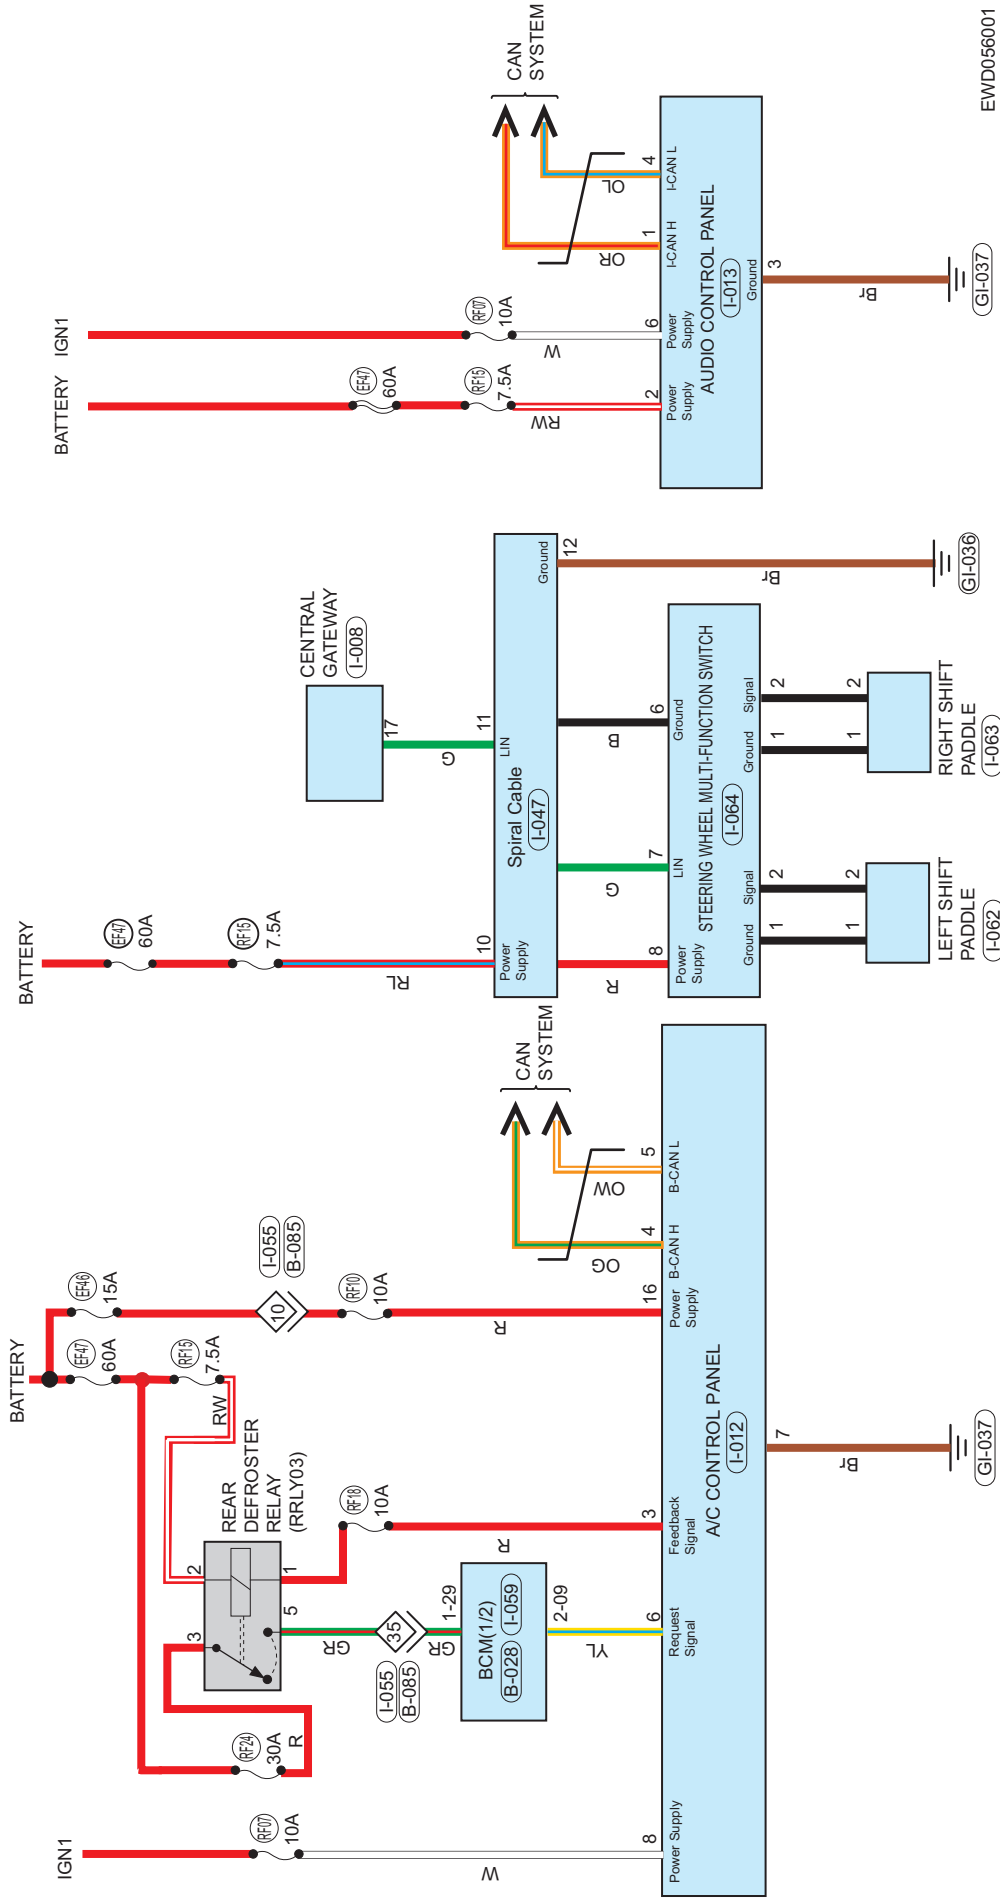 IGN1
RF07
10A
W
8
Power Supply
BATTERY
EF47
60A
EF46
15A
RF15
7.5A
RW
RF24
30A
R
REAR
DEFROSTER
RELAY
(RRLY03)
3
2
5
1
GR
35
I-055
B-085
GR
1-29
BCM(1/2)
B-028
I-059
2-09
YL
6
Request
Signal
RF18
10A
R
3
Feedback
Signal
I-055
B-085
10
RF10
10A
R
16
Power
Supply
CAN
SYSTEM
OG
OW
4
5
B-CAN H
B-CAN L
A/C CONTROL PANEL
I-012
7
Br
GI-037
BATTERY
EF47
60A
RF15
7.5A
RL
10
Power
Supply
CENTRAL
GATEWAY
I-008
17
G
11
LIN
Spiral Cable
I-047
Ground
12
Br
GI-036
R
G
B
8
7
6
Power
Supply
LIN
Ground
STEERING WHEEL MULTI-FUNCTION SWITCH
I-064
Ground
Signal
Ground
Signal
1
2
1
2
1
2
1
2
LEFT SHIFT
PADDLE
I-062
RIGHT SHIFT
PADDLE
I-063
BATTERY
IGN1
EF47
60A
RF15
7.5A
RF07
10A
RW
W
2
6
Power
Supply
Power
Supply
CAN
SYSTEM
OR
OL
1
4
I-CAN H
I-CAN L
AUDIO CONTROL PANEL
I-013
Ground
3
Br
GI-037
EWD056001